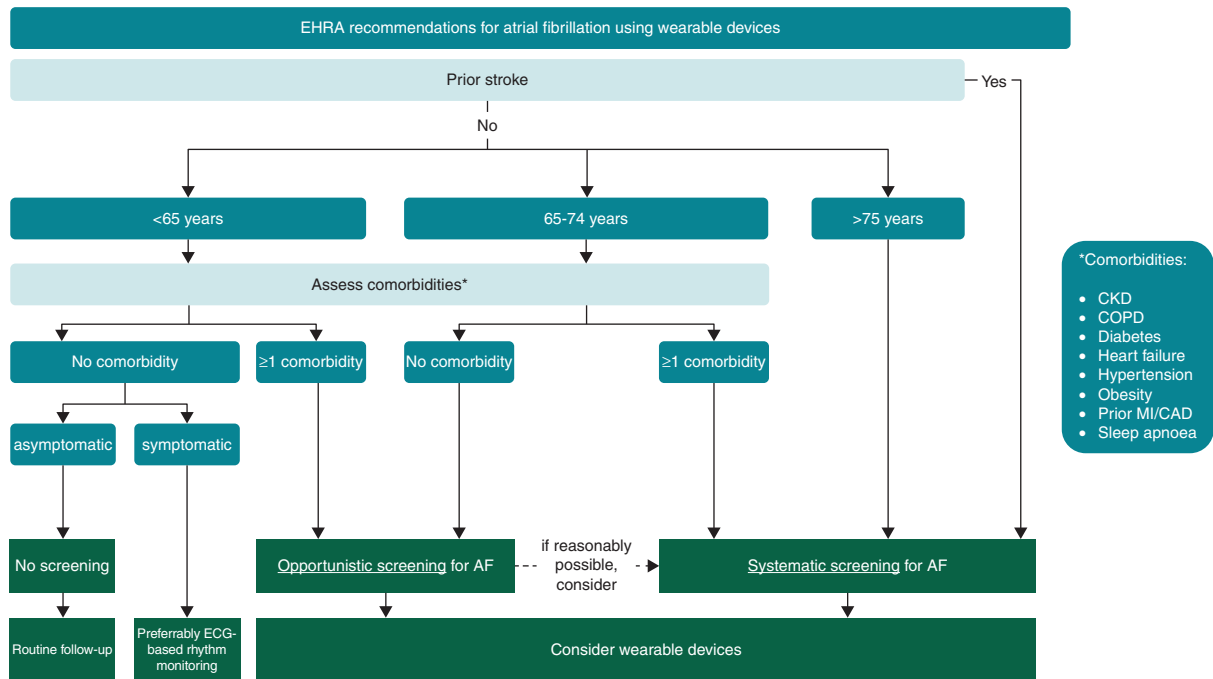 EHRA recommendations for atrial fibrillation using wearable devices
Prior stroke
Yes
No
<65 years
65-74 years
>75 years
Assess comorbidities*
No comorbidity
≥1 comorbidity
No comorbidity
≥1 comorbidity
asymptomatic
symptomatic
No screening
Opportunistic screening for AF
if reasonably
possible,
consider
Systematic screening for AF
Routine follow-up
Preferrably ECG-
based rhythm
monitoring
Consider wearable devices
*Comorbidities:
• CKD
• COPD
• Diabetes
• Heart failure
• Hypertension
• Obesity
• Prior MI/CAD
• Sleep apnoea